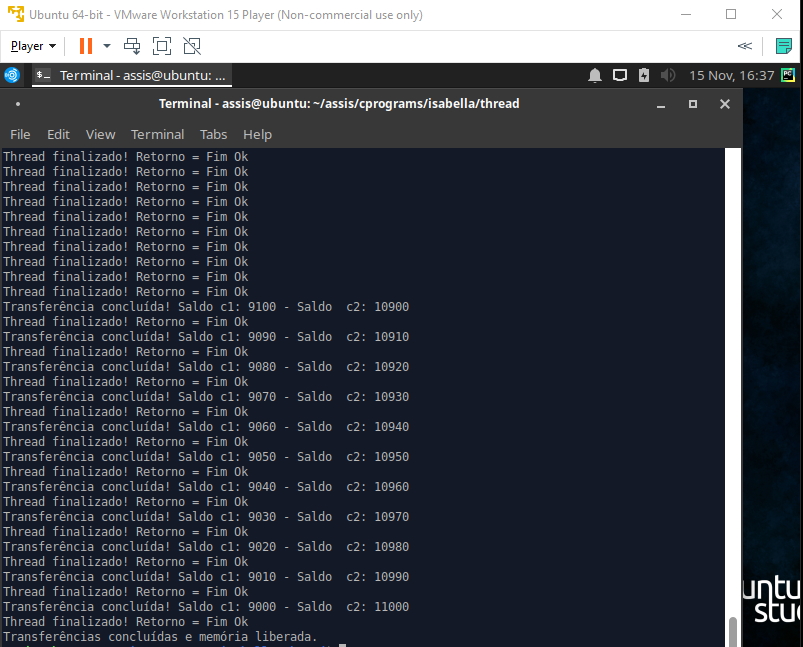 Ubuntu 64-bit - VMware Workstation 15 Player (Non-commercial use only)
Player
Terminal - assis@ubuntu: ...
15 Nov, 16:37
Terminal - assis@ubuntu: ~/assis/cprograms/isabella/thread
File Edit View Terminal Tabs Help
Thread finalizado! Retorno = Fim Ok
Thread finalizado! Retorno = Fim Ok
Thread finalizado! Retorno = Fim Ok
Thread finalizado! Retorno = Fim Ok
Thread finalizado! Retorno = Fim Ok
Thread finalizado! Retorno = Fim Ok
Thread finalizado! Retorno = Fim Ok
Thread finalizado! Retorno = Fim Ok
Thread finalizado! Retorno = Fim Ok
Thread finalizado! Retorno = Fim Ok
Transferência concluída! Saldo c1: 9100 - Saldo  c2: 10900
Thread finalizado! Retorno = Fim Ok
Transferência concluída! Saldo c1: 9090 - Saldo  c2: 10910
Thread finalizado! Retorno = Fim Ok
Transferência concluída! Saldo c1: 9080 - Saldo  c2: 10920
Thread finalizado! Retorno = Fim Ok
Transferência concluída! Saldo c1: 9070 - Saldo  c2: 10930
Thread finalizado! Retorno = Fim Ok
Transferência concluída! Saldo c1: 9060 - Saldo  c2: 10940
Thread finalizado! Retorno = Fim Ok
Transferência concluída! Saldo c1: 9050 - Saldo  c2: 10950
Thread finalizado! Retorno = Fim Ok
Transferência concluída! Saldo c1: 9040 - Saldo  c2: 10960
Thread finalizado! Retorno = Fim Ok
Transferência concluída! Saldo c1: 9030 - Saldo  c2: 10970
Thread finalizado! Retorno = Fim Ok
Transferência concluída! Saldo c1: 9020 - Saldo  c2: 10980
Thread finalizado! Retorno = Fim Ok
Transferência concluída! Saldo c1: 9010 - Saldo  c2: 10990
Thread finalizado! Retorno = Fim Ok
Transferência concluída! Saldo c1: 9000 - Saldo  c2: 11000
Thread finalizado! Retorno = Fim Ok
Transferências concluídas e memória liberada.
untu
stu